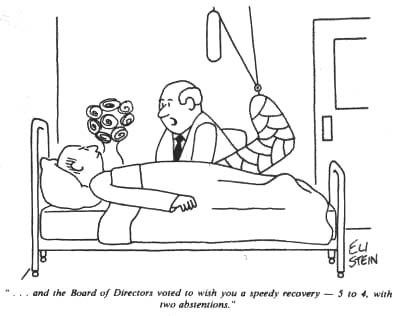 ELI
STEIN
". . . and the Board of Directors voted to wish you a speedy recovery — 5 to 4, with
two abstentions."